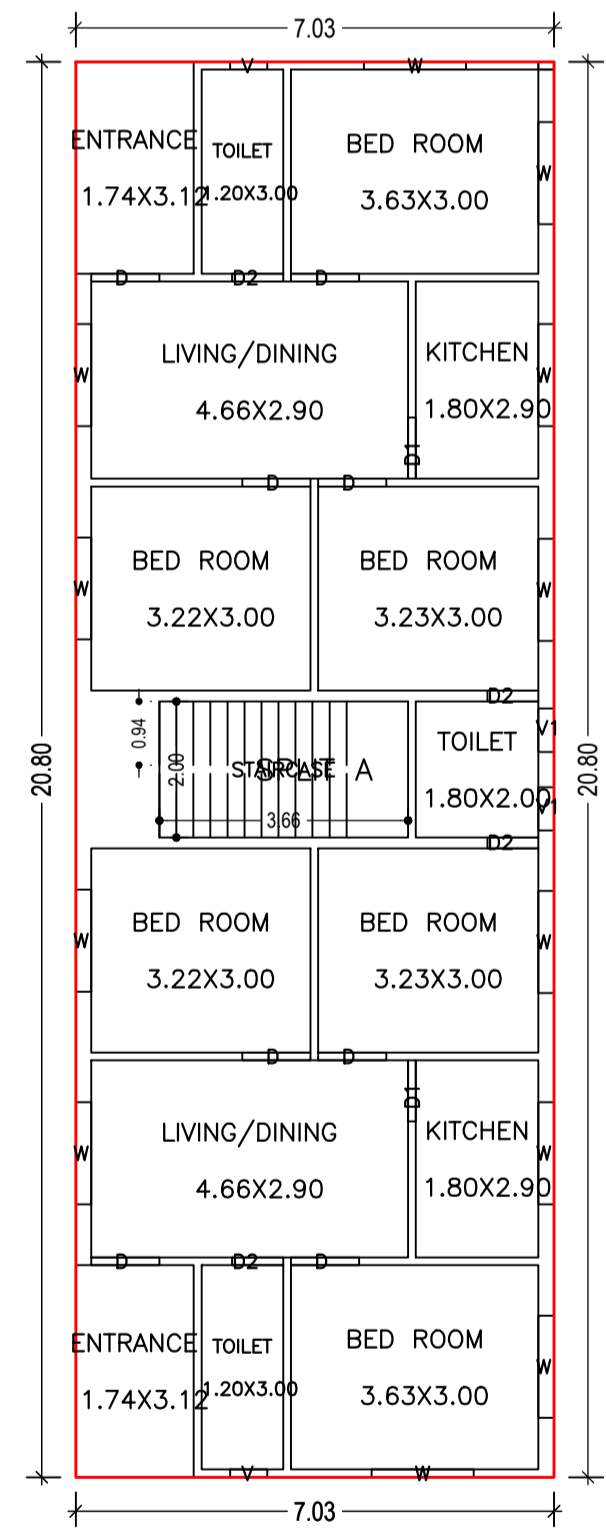 7.03
V
W
ENTRANCE
1.74X3.12
TOILET
1.20X3.00
BED ROOM
3.63X3.00
W
D
D2
D
LIVING/DINING
4.66X2.90
KITCHEN
1.80X2.90
W
W
D1
D
D
BED ROOM
3.22X3.00
BED ROOM
3.23X3.00
W
W
D2
0.94
2.00
STAIRCASE
SPLIT A
3.66
TOILET
1.80X2.00
V1
V1
20.80
20.80
D2
BED ROOM
3.22X3.00
BED ROOM
3.23X3.00
W
W
D
D
D1
LIVING/DINING
4.66X2.90
KITCHEN
1.80X2.90
W
W
D
D2
D
ENTRANCE
1.74X3.12
TOILET
1.20X3.00
BED ROOM
3.63X3.00
W
V
W
7.03